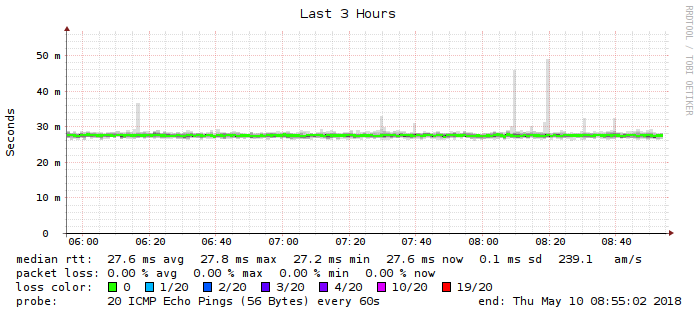 Last 3 Hours
RRDTOOL / TOBI OETIKER
Seconds
50 m
40 m
30 m
20 m
10 m
0
06:00 06:20 06:40 07:00 07:20 07:40 08:00 08:20 08:40
median rtt: 27.6 ms avg 27.8 ms max 27.2 ms min 27.6 ms now 0.1 ms sd 239.1 am/s
packet loss: 0.00 % avg 0.00 % max 0.00 % min 0.00 % now
loss color: 0 1/20 2/20 3/20 4/20 10/20 19/20
probe: 20 ICMP Echo Pings (56 Bytes) every 60s end: Thu May 10 08:55:02 2018